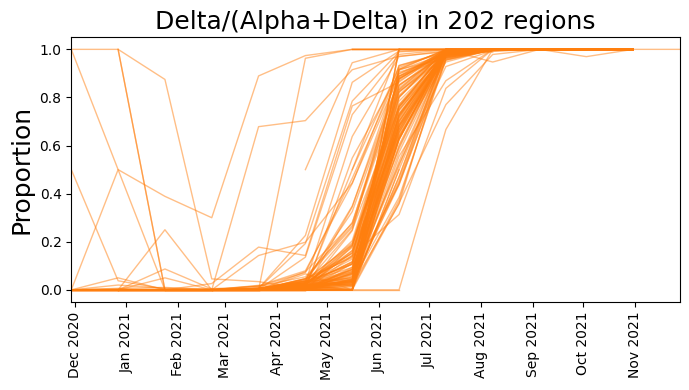 Delta/(Alpha+Delta) in 202 regions
Proportion
1.0
0.8
0.6
0.4
0.2
0.0
Dec 2020
Jan 2021
Feb 2021
Mar 2021
Apr 2021
May 2021
Jun 2021
Jul 2021
Aug 2021
Sep 2021
Oct 2021
Nov 2021